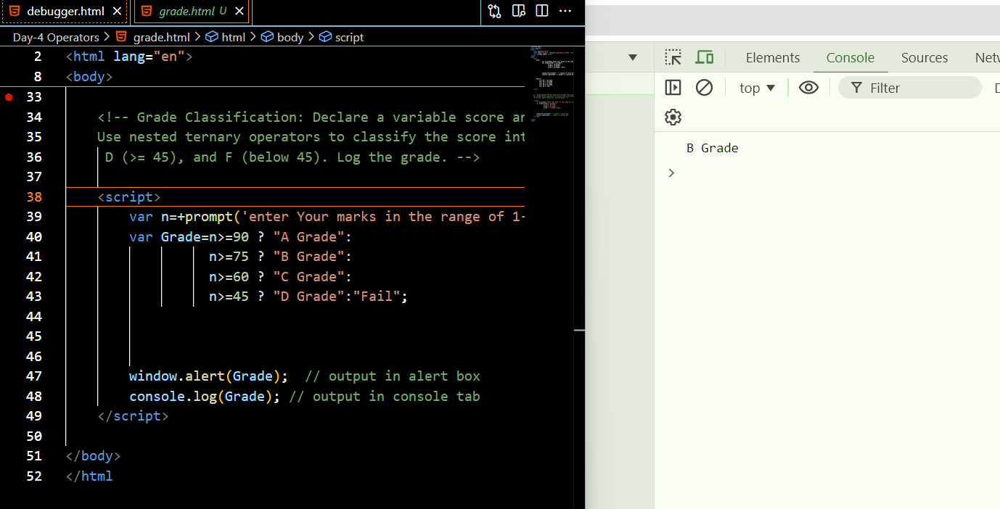 debugger.html
grade.html U
Day-4 Operators > grade.html > html > body > script
2 <html lang="en">
8 <body>
33
34 <!-- Grade Classification: Declare a variable score ar
35 Use nested ternary operators to classify the score int
36 D (>= 45), and F (below 45). Log the grade. -->
37
38 <script>
39 var n=+prompt('enter Your marks in the range of 1-
40 var Grade=n>=90 ? "A Grade":
41 n>=75 ? "B Grade":
42 n>=60 ? "C Grade":
43 n>=45 ? "D Grade":"Fail";
44
45
46
47 window.alert(Grade); // output in alert box
48 console.log(Grade); // output in console tab
49 </script>
50
51 </body>
52 </html
Elements Console Sources Netw
top Filter D
B Grade
>